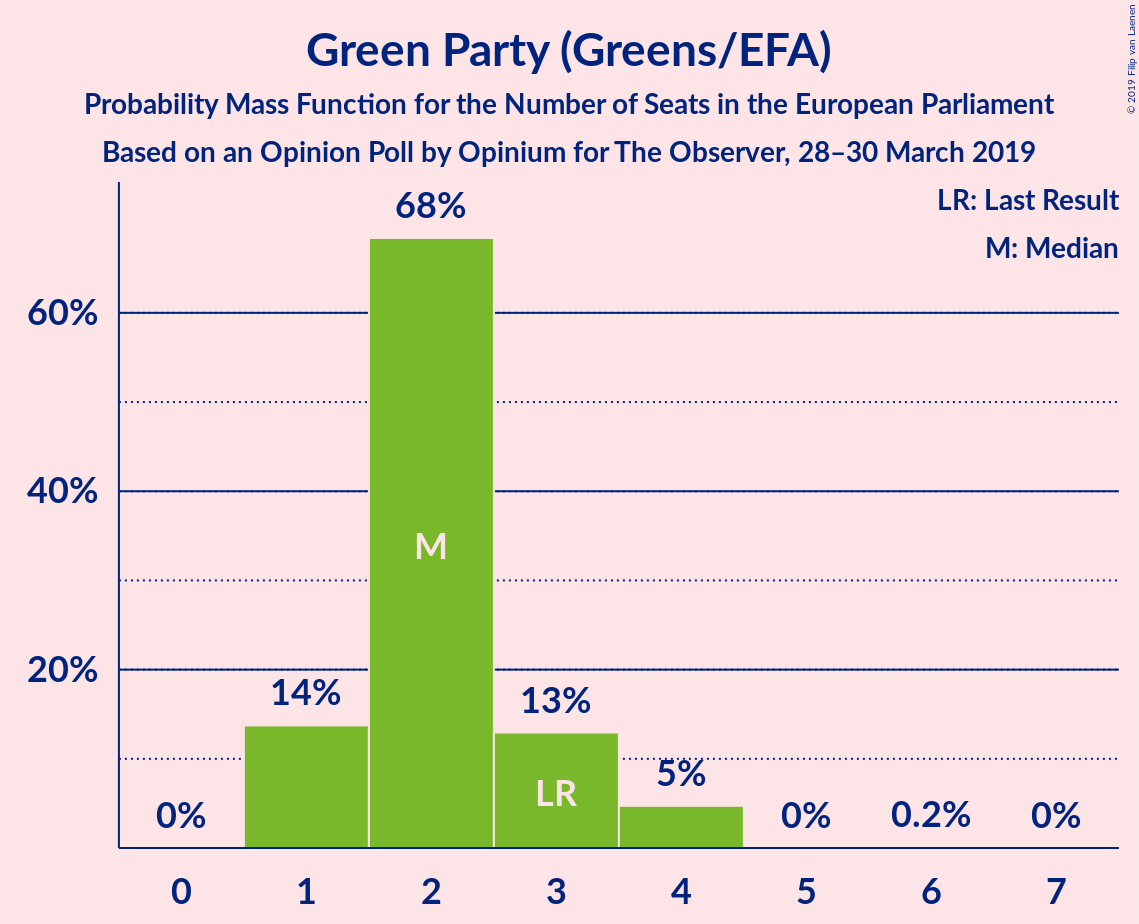 Green Party (Greens/EFA)
Probability Mass Function for the Number of Seats in the European Parliament
Based on an Opinion Poll by Opinium for The Observer, 28–30 March 2019
© 2019 Filip van Laenen
LR: Last Result
M: Median
68%
60%
40%
M
20%
14%
13%
LR
5%
0%
0%
0.2%
0%
0 1 2 3 4 5 6 7